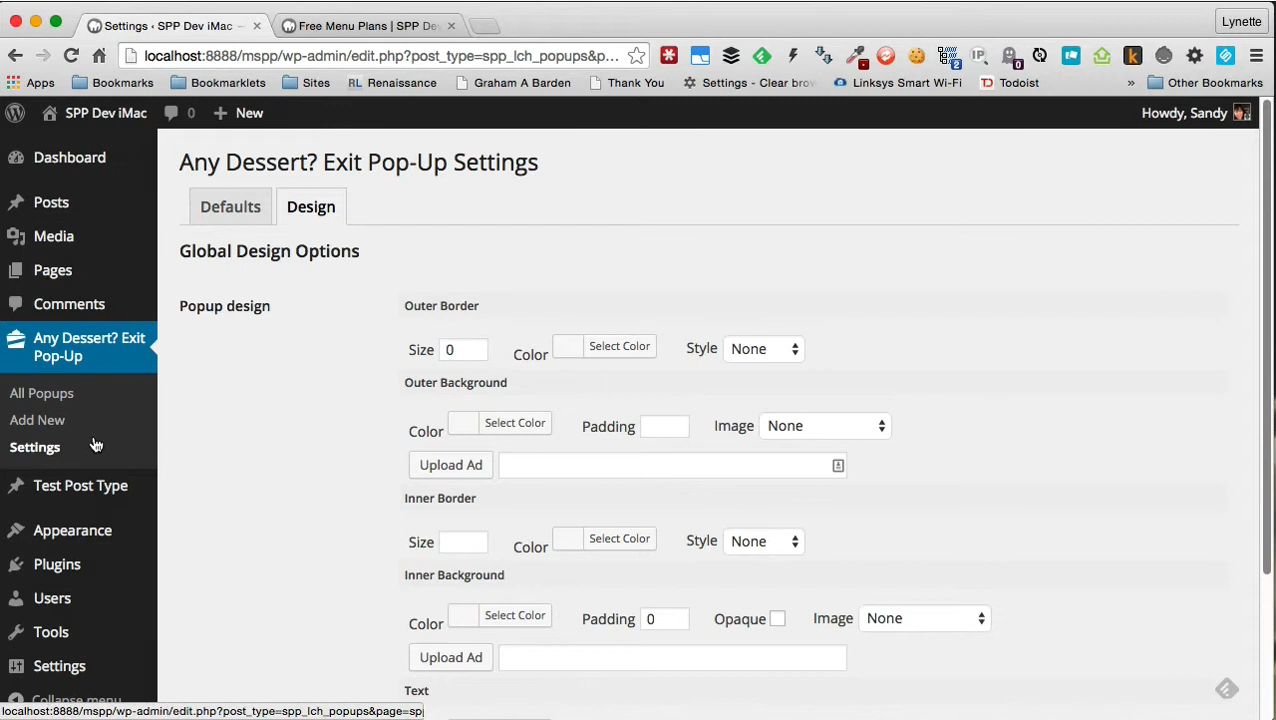 Settings ‹ SPP Dev iMac
Free Menu Plans | SPP De
Lynette
localhost:8888/mspp/wp-admin/edit.php?post_type=spp_lch_popups&p...
Apps
Bookmarks
Bookmarklets
Sites
RL Renaissance
Graham A Barden
Thank You
Settings - Clear brow
Linksys Smart Wi-Fi
Todoist
»
Other Bookmarks
SPP Dev iMac
0
+ New
Howdy, Sandy
Dashboard
Posts
Media
Pages
Comments
Any Dessert? Exit
Pop-Up
All Popups
Add New
Settings
Test Post Type
Appearance
Plugins
Users
Tools
Settings
Collapse menu
Any Dessert? Exit Pop-Up Settings
Defaults
Design
Global Design Options
Popup design
Outer Border
Size 0 Color Select Color Style None
Outer Background
Color Select Color Padding Image None
Upload Ad
Inner Border
Size Color Select Color Style None
Inner Background
Color Select Color Padding 0 Opaque Image None
Upload Ad
Text
localhost:8888/mspp/wp-admin/edit.php?post_type=spp_lch_popups&page=spp